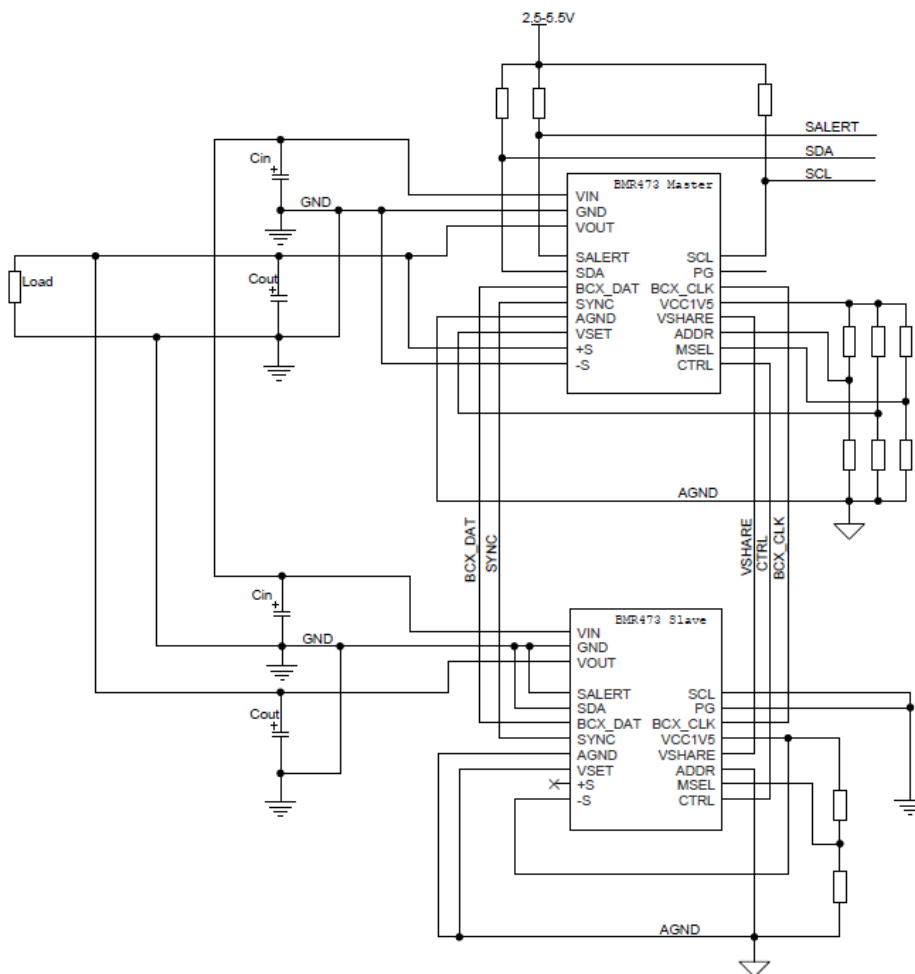 2.5-5.5V
SALERT
SDA
SCL
Cin
GND
BMR473 Master
VIN
GND
VOUT
SALERT
SDA
BCX_DAT
SYNC
AGND
VSET
+S
-S
SCL
PG
BCX_CLK
VCC1V5
VSHARE
ADDR
MSEL
CTRL
Load
Cout
AGND
BCX_DAT
SYNC
VSHARE
CTRL
BCX_CLK
Cin
GND
BMR473 Slave
VIN
GND
VOUT
SALERT
SDA
BCX_DAT
SYNC
AGND
VSET
+S
-S
SCL
PG
BCX_CLK
VCC1V5
VSHARE
ADDR
MSEL
CTRL
Cout
AGND